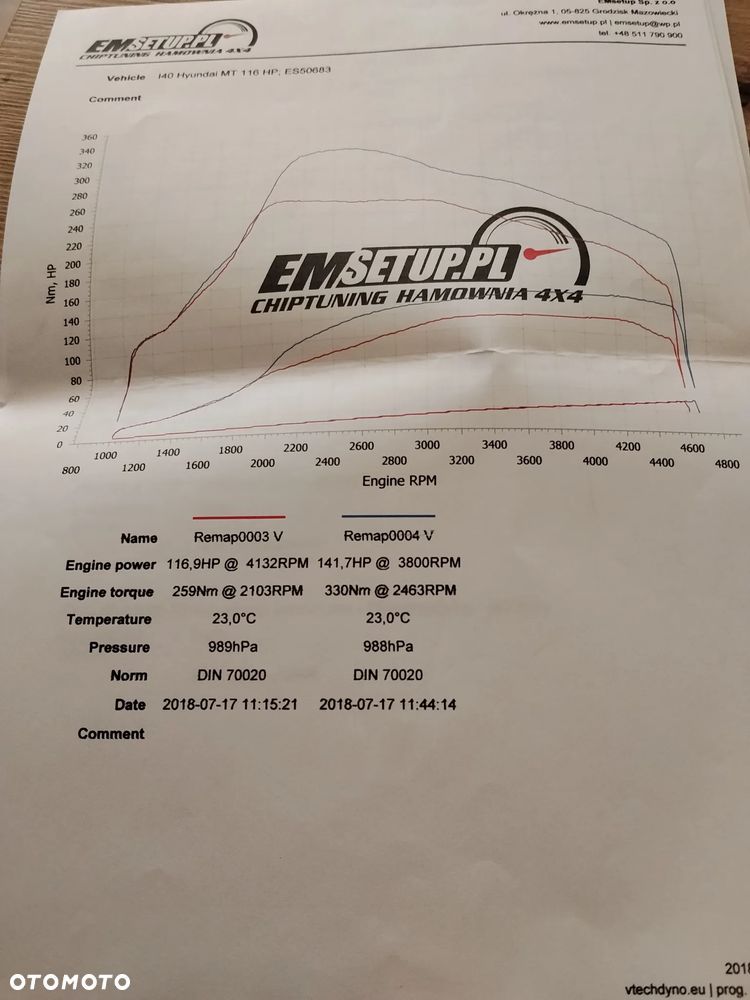 EMsetup Sp. z o.o
ul. Okrężna 1, 05-825 Grodzisk Mazowiecki
www.emsetup.pl | emsetup@wp.pl
tel. +48 511 790 900
EMSETUP.PL
CHIPTUNING HAMOWNIA 4X4
Vehicle I40 Hyundai MT 116 HP, ES50683
Comment
360
340
320
300
280
260
240
220
200
180
160
140
120
100
80
60
40
20
0
Nm, HP
EMSETUP.PL
CHIPTUNING HAMOWNIA 4X4
1000 1400 1800 2200 2600 3000 3400 3800 4200 4600
800 1200 1600 2000 2400 2800 3200 3600 4000 4400 4800
Engine RPM
Name Remap0003 V Remap0004 V
Engine power 116,9HP @ 4132RPM 141,7HP @ 3800RPM
Engine torque 259Nm @ 2103RPM 330Nm @ 2463RPM
Temperature 23,0°C 23,0°C
Pressure 989hPa 988hPa
Norm DIN 70020 DIN 70020
Date 2018-07-17 11:15:21 2018-07-17 11:44:14
Comment
2018
vtechdyno.eu | prog.
OTOMOTO